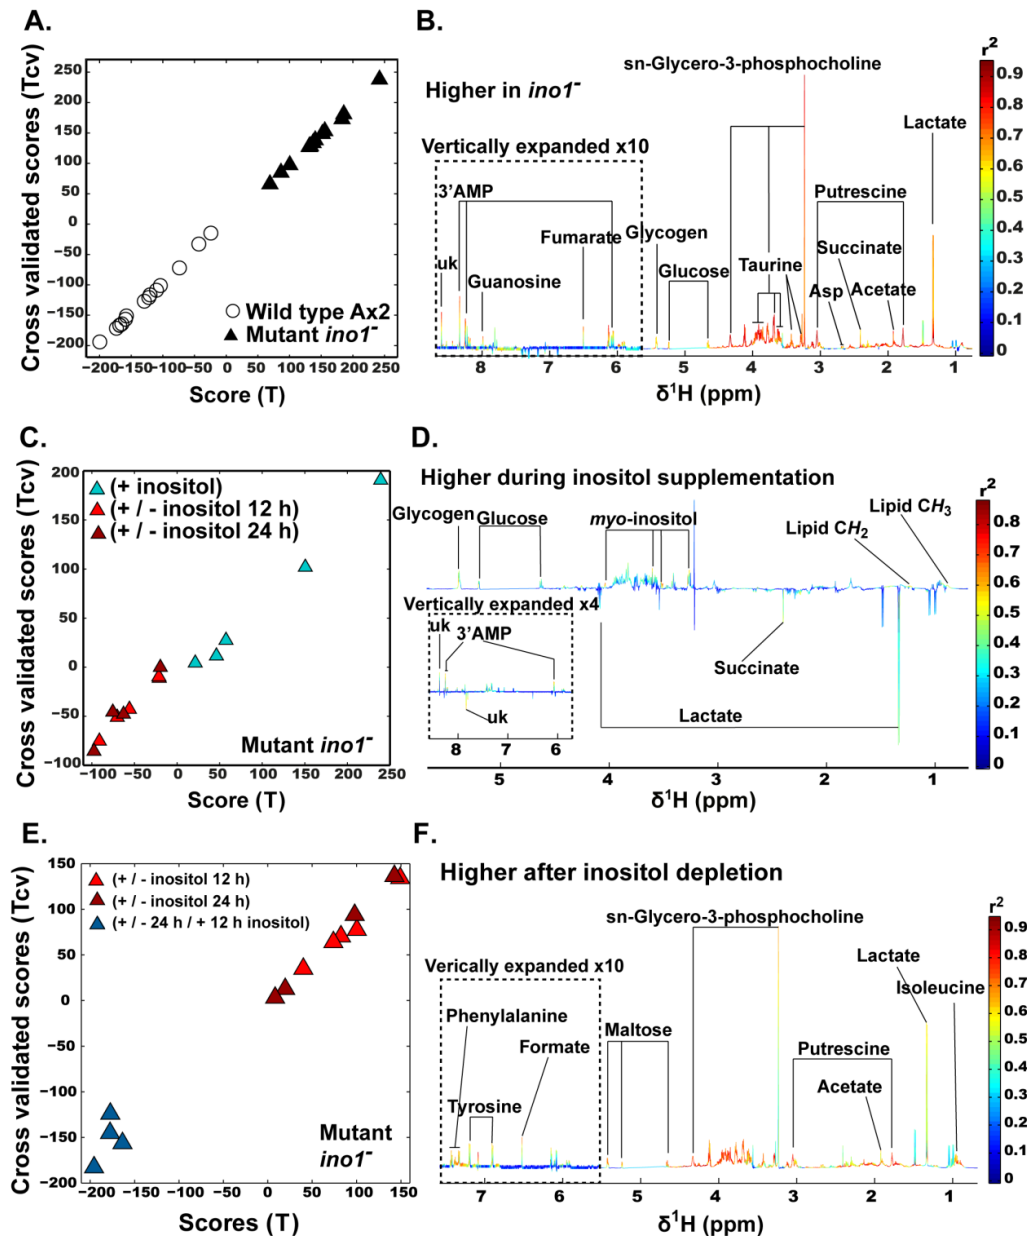 A.
Cross validated scores (Tcv)
250
200
150
100
50
0
−50
−100
−150
−200
−200 −150 −100 −50 0 50 100 150 200 250
Score (T)
Wild type Ax2
Mutant ino1⁻
B.
Higher in ino1⁻
sn-Glycero-3-phosphocholine
Lactate
Vertically expanded x10
3'AMP
uk
Guanosine
Fumarate
Glycogen
Glucose
Taurine
Putrescine
Succinate
Asp
Acetate
8 7 6 5 4 3 2 1
δ¹H (ppm)
r²
0.9
0.8
0.7
0.6
0.5
0.4
0.3
0.2
0.1
0
C.
Cross validated scores (Tcv)
200
150
100
50
0
−50
−100
−100 −50 0 50 100 150 200 250
Score (T)
(+ inositol)
(+ / - inositol 12 h)
(+ / - inositol 24 h)
Mutant ino1⁻
D.
Higher during inositol supplementation
Glycogen
Glucose
myo-inositol
Lipid CH₂
Lipid CH₃
Vertically expanded x4
uk
3'AMP
uk
8 7 6
Succinate
Lactate
5 4 3 2 1
δ¹H (ppm)
r²
0.8
0.7
0.6
0.5
0.4
0.3
0.2
0.1
0
E.
Cross validated scores (Tcv)
150
100
50
0
−50
−100
−150
−200
−200 −150 −100 −50 0 50 100 150
Scores (T)
(+ / - inositol 12 h)
(+ / - inositol 24 h)
(+ / - 24 h / + 12 h inositol)
Mutant
ino1⁻
F.
Higher after inositol depletion
sn-Glycero-3-phosphocholine
Lactate
Isoleucine
Verically expanded x10
Phenylalanine
Formate
Tyrosine
Maltose
Putrescine
Acetate
7 6 5 4 3 2 1
δ¹H (ppm)
r²
0.9
0.8
0.7
0.6
0.5
0.4
0.3
0.2
0.1
0